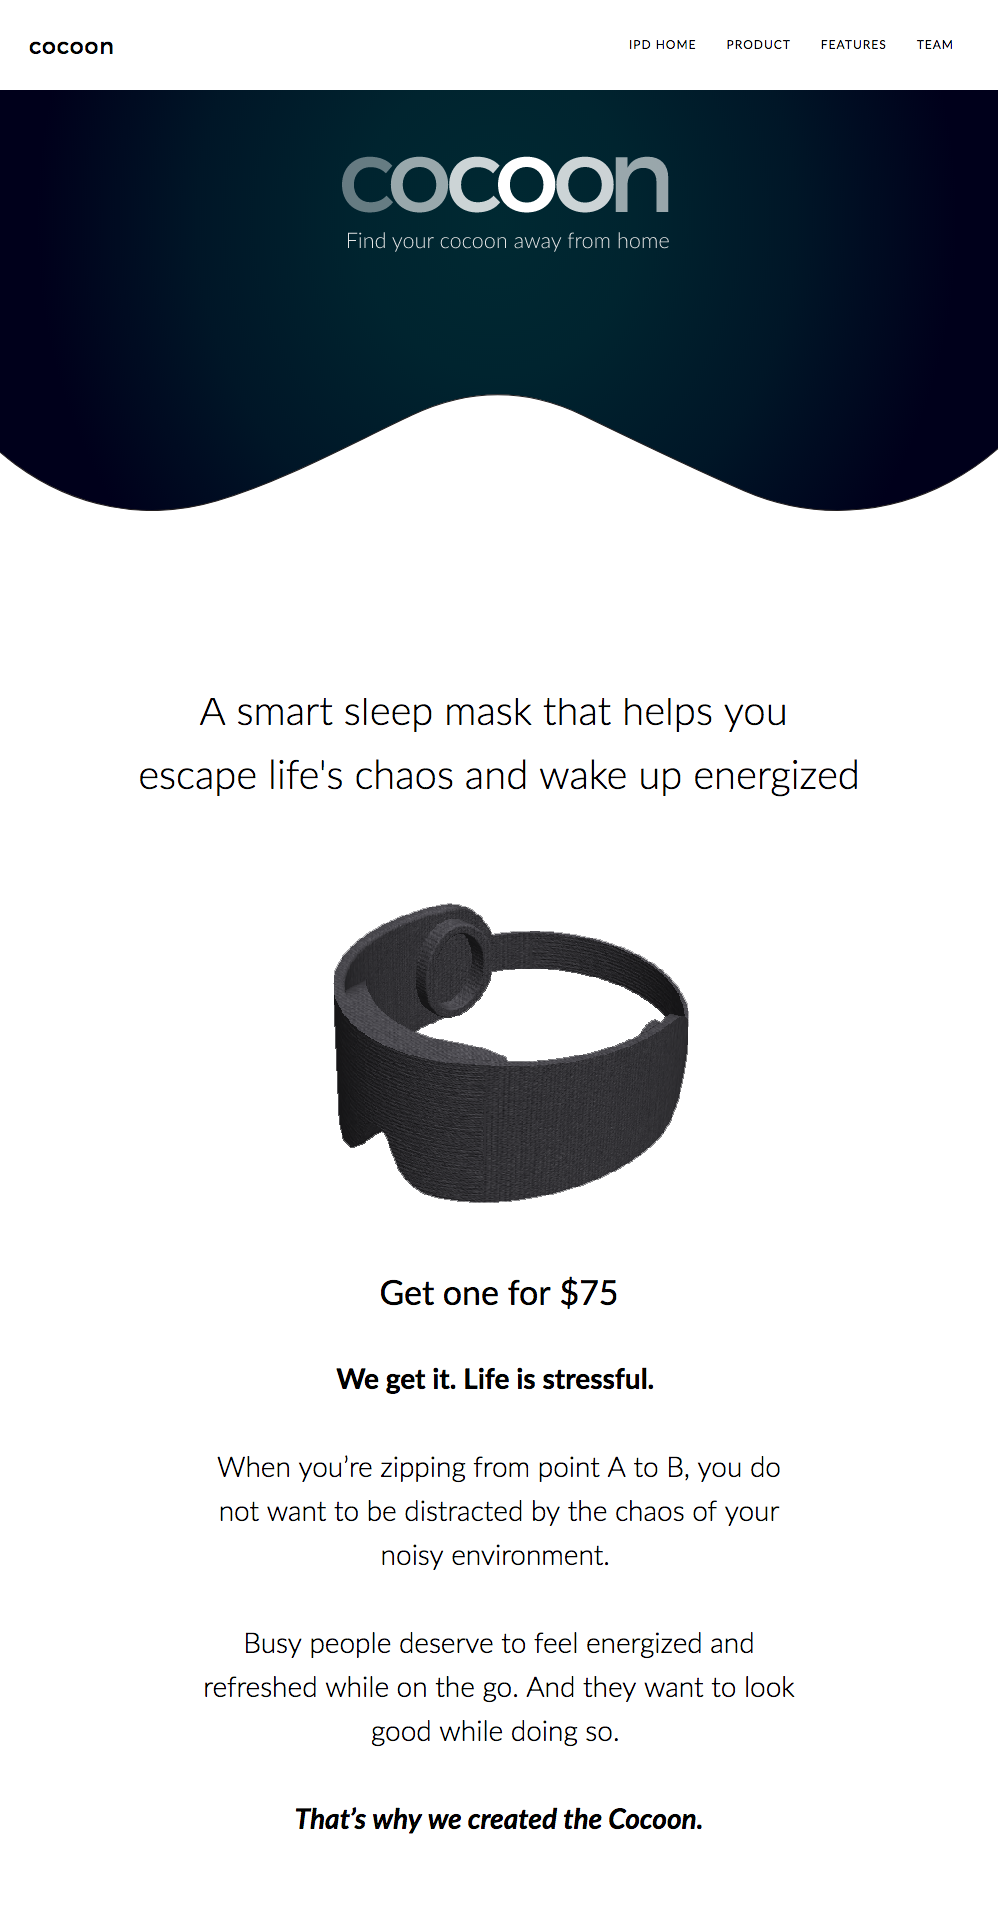 cocoon
IPD HOME PRODUCT FEATURES TEAM
cocoon
Find your cocoon away from home
A smart sleep mask that helps you
escape life's chaos and wake up energized
Get one for $75
We get it. Life is stressful.
When you’re zipping from point A to B, you do
not want to be distracted by the chaos of your
noisy environment.
Busy people deserve to feel energized and
refreshed while on the go. And they want to look
good while doing so.
That’s why we created the Cocoon.